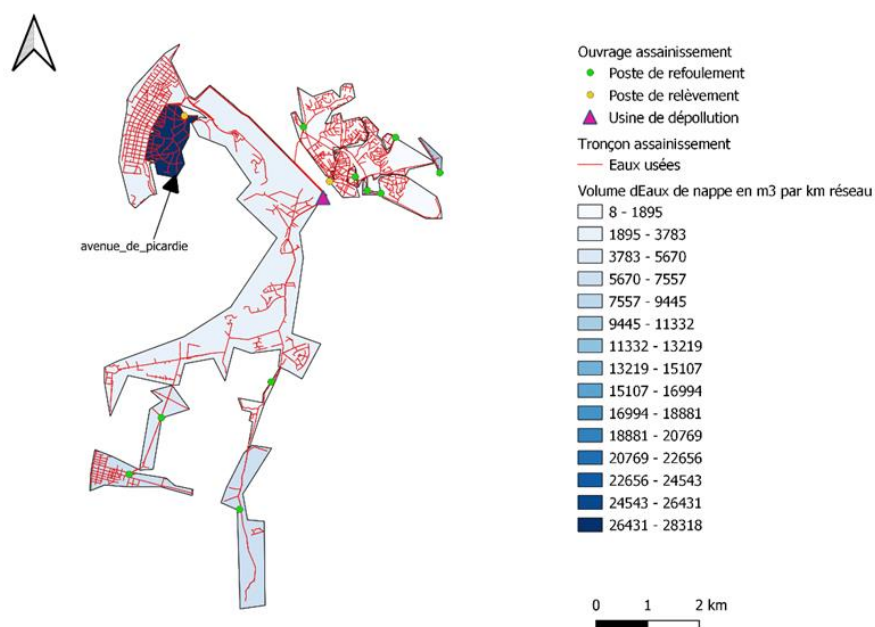 avenue_de_picardie
Ouvrage assainissement
Poste de refoulement
Poste de relèvement
Usine de dépollution
Tronçon assainissement
Eaux usées
Volume dEaux de nappe en m3 par km réseau
8 - 1895
1895 - 3783
3783 - 5670
5670 - 7557
7557 - 9445
9445 - 11332
11332 - 13219
13219 - 15107
15107 - 16994
16994 - 18881
18881 - 20769
20769 - 22656
22656 - 24543
24543 - 26431
26431 - 28318
0 1 2 km